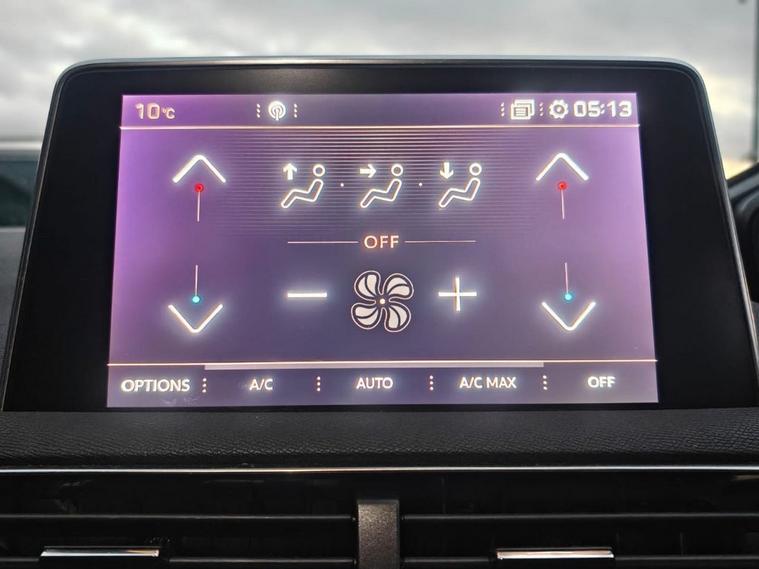 10°C 05:13
OFF
OPTIONS A/C AUTO A/C MAX OFF